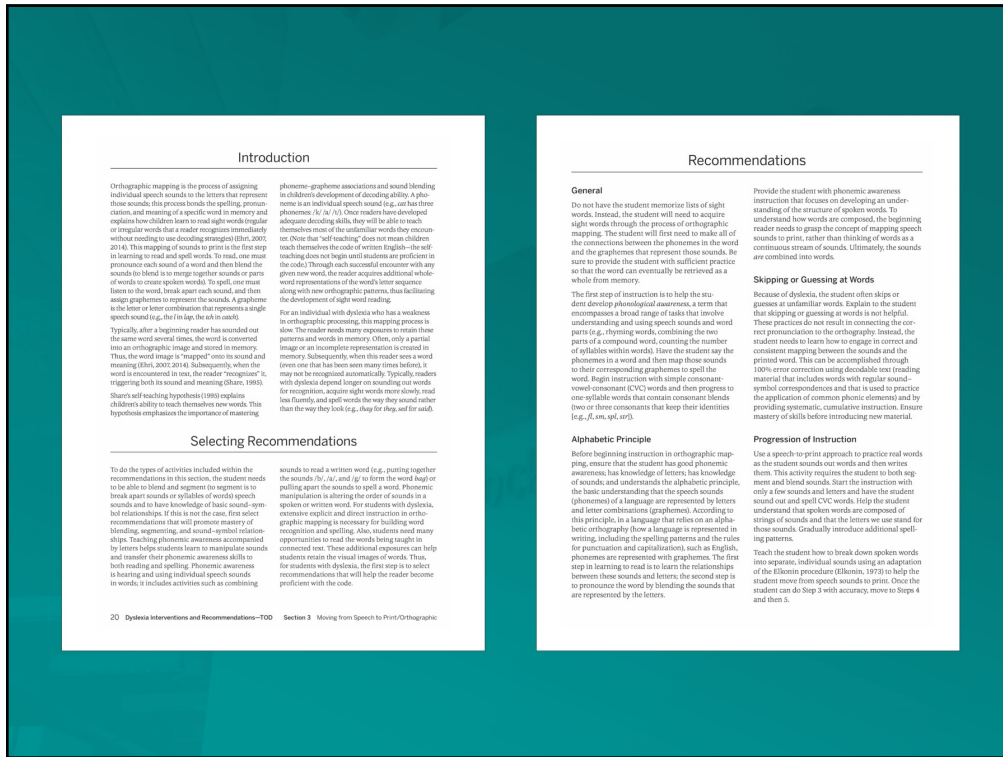 Introduction
Orthographic mapping is the process of assigning
individual speech sounds to the letters that represent
those sounds; this process bonds the spelling, pronun-
ciation, and meaning of a specific word in memory and
explains how children learn to read sight words (regular
or irregular words that a reader recognizes immediately
without needing to use decoding strategies) (Ehri, 2007,
2014). This mapping of sounds to print is the first step
in learning to read and spell words. To read, one must
pronounce each sound of a word and then blend the
sounds (to blend is to merge together sounds or parts
of words to create spoken words). To spell, one must
listen to the word, break apart each sound, and then
assign graphemes to represent the sounds. A grapheme
is the letter or letter combination that represents a single
speech sound (e.g., the l in lap, the tch in catch).
Typically, after a beginning reader has sounded out
the same word several times, the word is converted
into an orthographic image and stored in memory.
Thus, the word image is "mapped" onto its sound and
meaning (Ehri, 2007, 2014). Subsequently, when the
word is encountered in text, the reader "recognizes" it,
triggering both its sound and meaning (Share, 1995).
Share's self-teaching hypothesis (1995) explains
children's ability to teach themselves new words. This
hypothesis emphasizes the importance of mastering
phoneme–grapheme associations and sound blending
in children's development of decoding ability. A pho-
neme is an individual speech sound (e.g., cat has three
phonemes: /k/ /a/ /t/). Once readers have developed
adequate decoding skills, they will be able to teach
themselves most of the unfamiliar words they encoun-
ter. (Note that "self-teaching" does not mean children
teach themselves the code of written English—the self-
teaching does not begin until students are proficient in
the code.) Through each successful encounter with any
given new word, the reader acquires additional whole-
word representations of the word's letter sequence
along with new orthographic patterns, thus facilitating
the development of sight word reading.
For an individual with dyslexia who has a weakness
in orthographic processing, this mapping process is
slow. The reader needs many exposures to retain these
patterns and words in memory. Often, only a partial
image or an incomplete representation is created in
memory. Subsequently, when this reader sees a word
(even one that has been seen many times before), it
may not be recognized automatically. Typically, readers
with dyslexia depend longer on sounding out words
for recognition, acquire sight words more slowly, read
less fluently, and spell words the way they sound rather
than the way they look (e.g., thay for they, sed for said).
Selecting Recommendations
To do the types of activities included within the
recommendations in this section, the student needs
to be able to blend and segment (to segment is to
break apart sounds or syllables of words) speech
sounds and to have knowledge of basic sound–sym-
bol relationships. If this is not the case, first select
recommendations that will promote mastery of
blending, segmenting, and sound–symbol relation-
ships. Teaching phonemic awareness accompanied
by letters helps students learn to manipulate sounds
and transfer their phonemic awareness skills to
both reading and spelling. Phonemic awareness
is hearing and using individual speech sounds
in words; it includes activities such as combining
sounds to read a written word (e.g., putting together
the sounds /b/, /a/, and /g/ to form the word bag) or
pulling apart the sounds to spell a word. Phonemic
manipulation is altering the order of sounds in a
spoken or written word. For students with dyslexia,
extensive explicit and direct instruction in ortho-
graphic mapping is necessary for building word
recognition and spelling. Also, students need many
opportunities to read the words being taught in
connected text. These additional exposures can help
students retain the visual images of words. Thus,
for students with dyslexia, the first step is to select
recommendations that will help the reader become
proficient with the code.
20 Dyslexia Interventions and Recommendations—TOD Section 3 Moving from Speech to Print/Orthographic
Recommendations
General
Do not have the student memorize lists of sight
words. Instead, the student will need to acquire
sight words through the process of orthographic
mapping. The student will first need to make all of
the connections between the phonemes in the word
and the graphemes that represent those sounds. Be
sure to provide the student with sufficient practice
so that the word can eventually be retrieved as a
whole from memory.
The first step of instruction is to help the stu-
dent develop phonological awareness, a term that
encompasses a broad range of tasks that involve
understanding and using speech sounds and word
parts (e.g., rhyming words, combining the two
parts of a compound word, counting the number
of syllables within words). Have the student say the
phonemes in a word and then map those sounds
to their corresponding graphemes to spell the
word. Begin instruction with simple consonant-
vowel-consonant (CVC) words and then progress to
one-syllable words that contain consonant blends
(two or three consonants that keep their identities
[e.g., fl, sm, spl, str]).
Alphabetic Principle
Before beginning instruction in orthographic map-
ping, ensure that the student has good phonemic
awareness; has knowledge of letters; has knowledge
of sounds; and understands the alphabetic principle,
the basic understanding that the speech sounds
(phonemes) of a language are represented by letters
and letter combinations (graphemes). According to
this principle, in a language that relies on an alpha-
betic orthography (how a language is represented in
writing, including the spelling patterns and the rules
for punctuation and capitalization), such as English,
phonemes are represented with graphemes. The first
step in learning to read is to learn the relationships
between these sounds and letters; the second step is
to pronounce the word by blending the sounds that
are represented by the letters.
Provide the student with phonemic awareness
instruction that focuses on developing an under-
standing of the structure of spoken words. To
understand how words are composed, the beginning
reader needs to grasp the concept of mapping speech
sounds to print, rather than thinking of words as a
continuous stream of sounds. Ultimately, the sounds
are combined into words.
Skipping or Guessing at Words
Because of dyslexia, the student often skips or
guesses at unfamiliar words. Explain to the student
that skipping or guessing at words is not helpful.
These practices do not result in connecting the cor-
rect pronunciation to the orthography. Instead, the
student needs to learn how to engage in correct and
consistent mapping between the sounds and the
printed word. This can be accomplished through
100% error correction using decodable text (reading
material that includes words with regular sound–
symbol correspondences and that is used to practice
the application of common phonic elements) and by
providing systematic, cumulative instruction. Ensure
mastery of skills before introducing new material.
Progression of Instruction
Use a speech-to-print approach to practice real words
as the student sounds out words and then writes
them. This activity requires the student to both seg-
ment and blend sounds. Start the instruction with
only a few sounds and letters and have the student
sound out and spell CVC words. Help the student
understand that spoken words are composed of
strings of sounds and that the letters we use stand for
those sounds. Gradually introduce additional spell-
ing patterns.
Teach the student how to break down spoken words
into separate, individual sounds using an adaptation
of the Elkonin procedure (Elkonin, 1973) to help the
student move from speech sounds to print. Once the
student can do Step 3 with accuracy, move to Steps 4
and then 5.